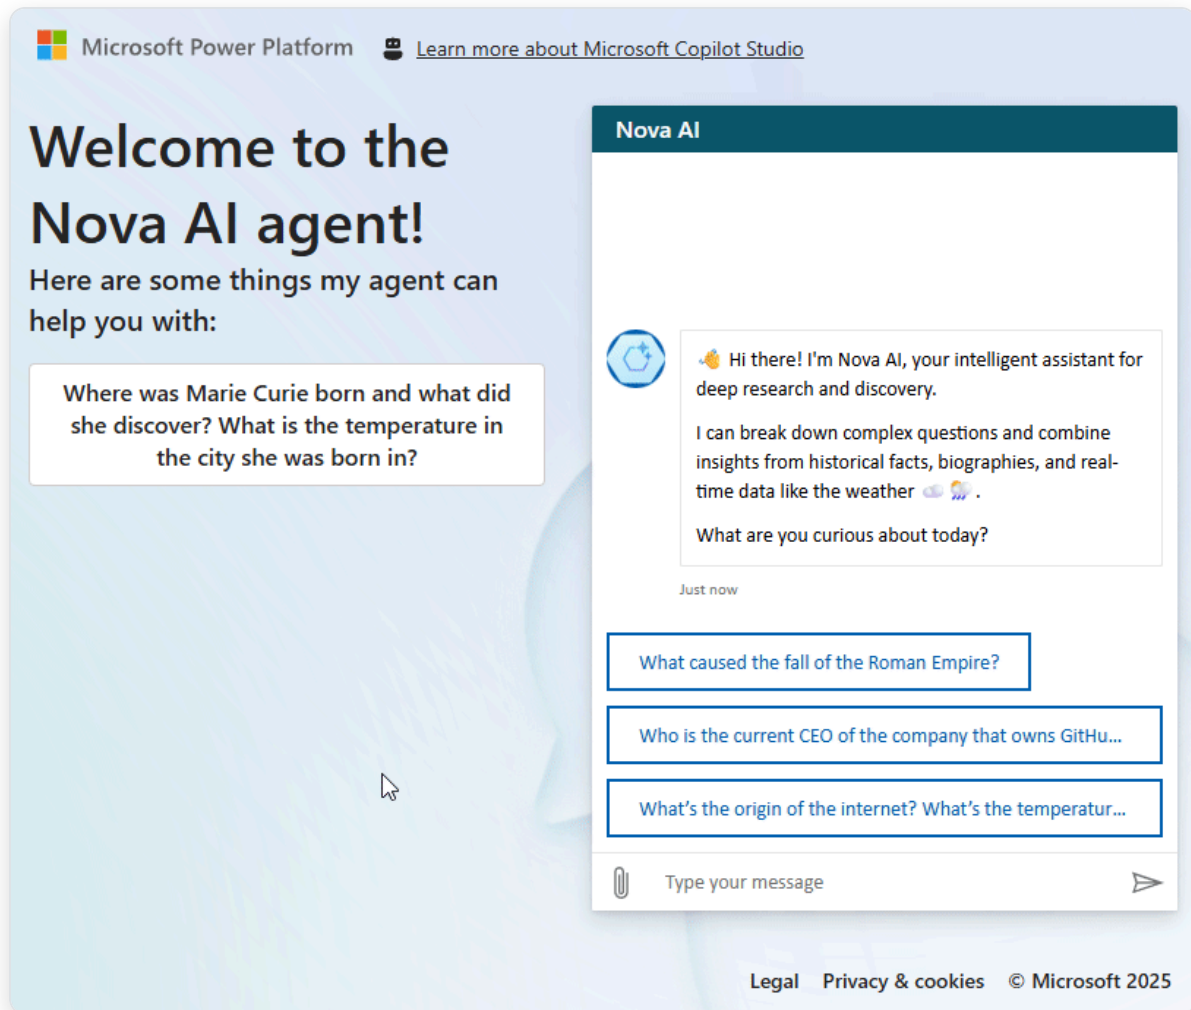 Microsoft Power Platform
Learn more about Microsoft Copilot Studio
Welcome to the
Nova AI agent!
Here are some things my agent can
help you with:
Where was Marie Curie born and what did
she discover? What is the temperature in
the city she was born in?
Nova AI
👋 Hi there! I'm Nova AI, your intelligent assistant for
deep research and discovery.
I can break down complex questions and combine
insights from historical facts, biographies, and real-
time data like the weather ☁️ 🌦️ .
What are you curious about today?
Just now
What caused the fall of the Roman Empire?
Who is the current CEO of the company that owns GitHu...
What’s the origin of the internet? What’s the temperatur...
Type your message
Legal Privacy & cookies © Microsoft 2025